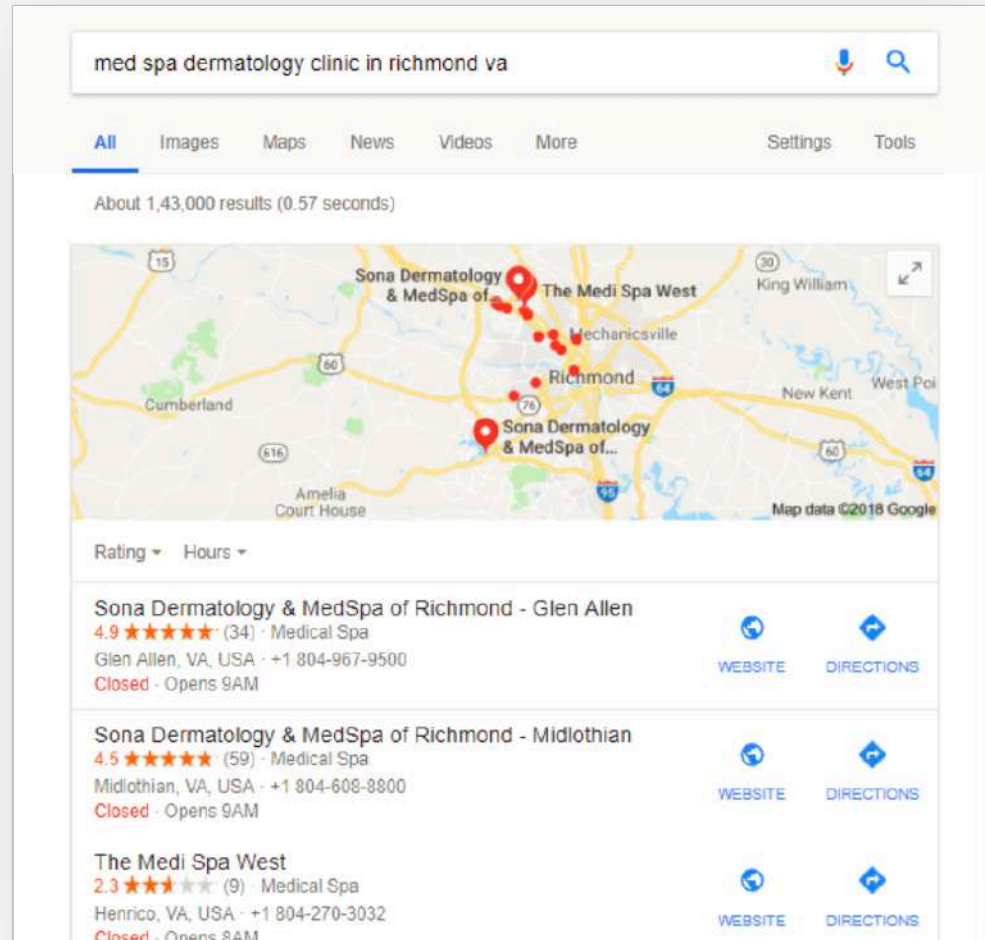 med spa dermatology clinic in richmond va
All Images Maps News Videos More Settings Tools
About 1,43,000 results (0.57 seconds)
15
30
Sona Dermatology
& MedSpa of...
The Medi Spa West
King William
Mechanicsville
60
Richmond
64
West Poi
New Kent
Cumberland
76
Sona Dermatology
& MedSpa of...
616
60
64
95
Amelia
Court House
Map data ©2018 Google
Rating Hours
Sona Dermatology & MedSpa of Richmond - Glen Allen
4.9 (34) · Medical Spa
Glen Allen, VA, USA · +1 804-967-9500
Closed · Opens 9AM
WEBSITE DIRECTIONS
Sona Dermatology & MedSpa of Richmond - Midlothian
4.5 (59) · Medical Spa
Midlothian, VA, USA · +1 804-608-8800
Closed · Opens 9AM
WEBSITE DIRECTIONS
The Medi Spa West
2.3 (9) · Medical Spa
Henrico, VA, USA · +1 804-270-3032
Closed · Opens 8AM
WEBSITE DIRECTIONS